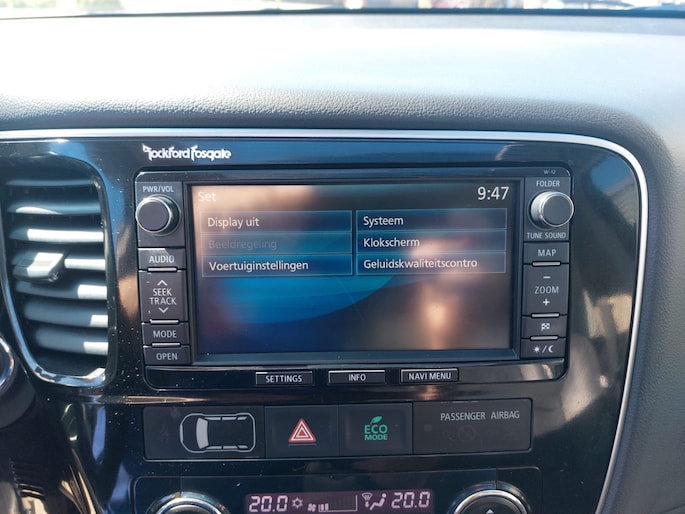 Rockford Fosgate
W-12
PWR/VOL
AUDIO
SEEK
TRACK
MODE
OPEN
Set 9:47
Display uit Systeem
Beeldregeling Klokscherm
Voertuiginstellingen Geluidskwaliteitscontro
FOLDER
TUNE SOUND
MAP
ZOOM
SETTINGS INFO NAVI MENU
ECO
MODE
PASSENGER AIRBAG
20.0 20.0